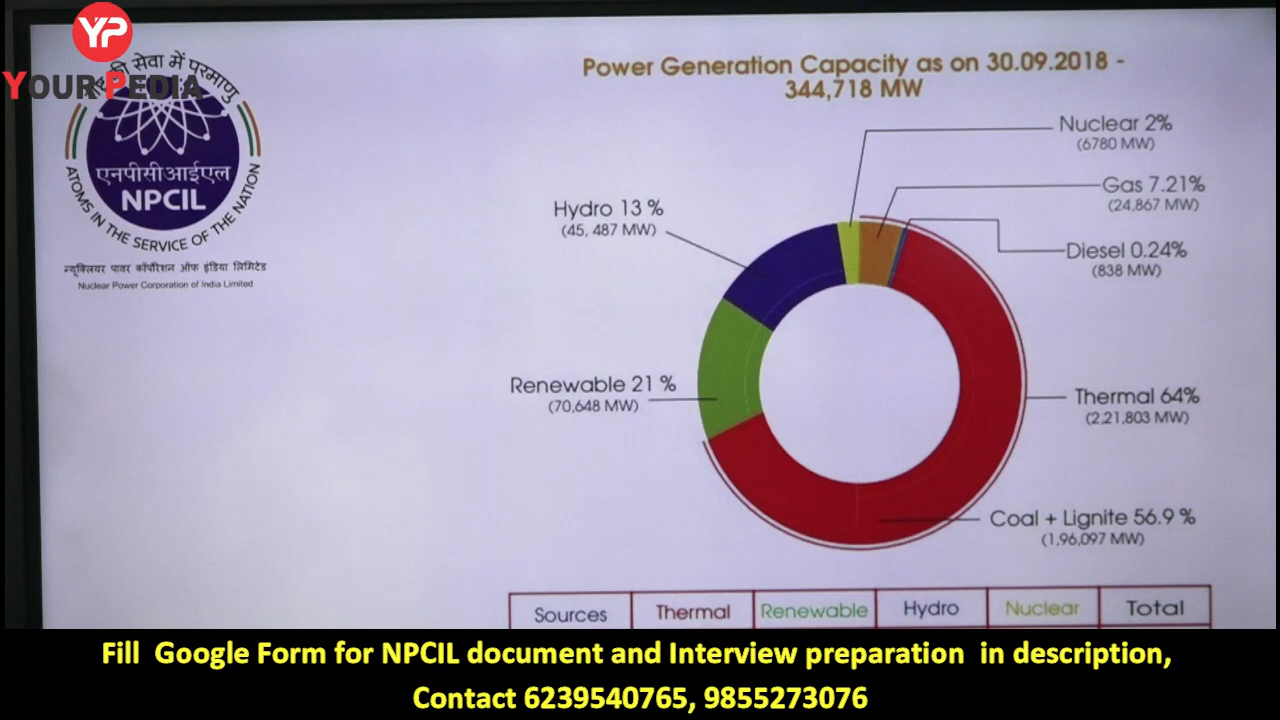 YP
YOUR PEDIA
सेवा में परमाणु
एनपीसीआईएल
NPCIL
ATOMS IN THE SERVICE OF THE NATION
न्यूक्लियर पावर कॉर्पोरेशन ऑफ इंडिया लिमिटेड
Nuclear Power Corporation of India Limited
Power Generation Capacity as on 30.09.2018 -
344,718 MW
Nuclear 2%
(6780 MW)
Gas 7.21%
(24,867 MW)
Hydro 13 %
(45, 487 MW)
Diesel 0.24%
(838 MW)
Renewable 21 %
(70,648 MW)
Thermal 64%
(2,21,803 MW)
Coal + Lignite 56.9 %
(1,96,097 MW)
Sources Thermal Renewable Hydro Nuclear Total
Fill Google Form for NPCIL document and Interview preparation in description,
Contact 6239540765, 9855273076